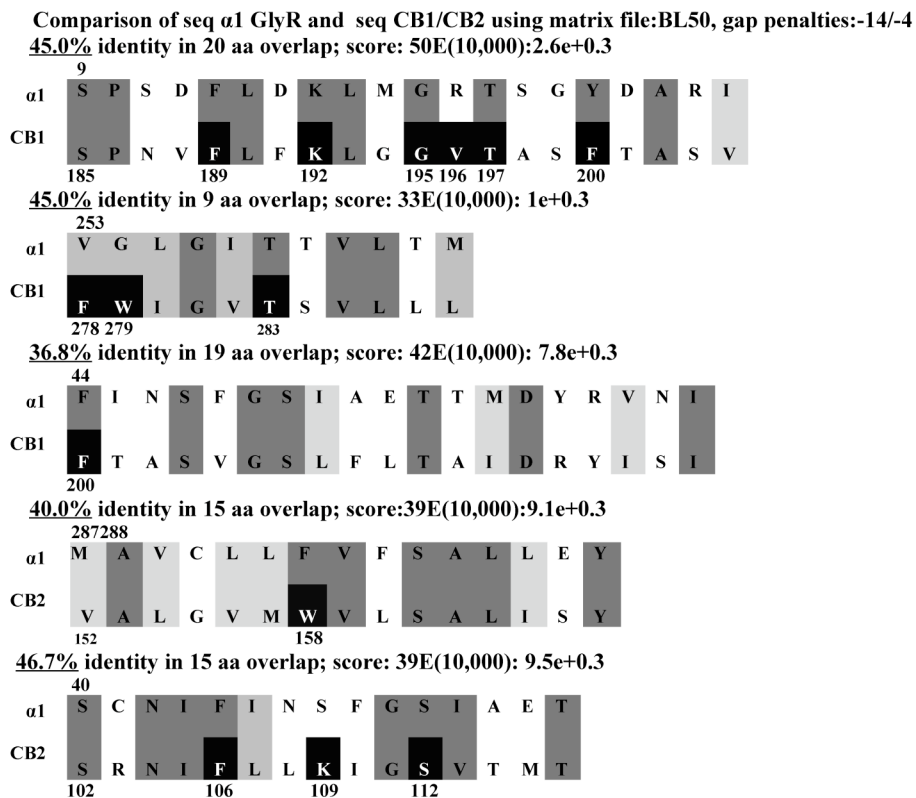 Comparison of seq α1 GlyR and seq CB1/CB2 using matrix file:BL50, gap penalties:-14/-4
45.0% identity in 20 aa overlap; score: 50E(10,000):2.6e+0.3
9
α1 S P S D F L D K L M G R T S G Y D A R I
CB1 S P N V F L F K L G G V T A S F T A S V
185 189 192 195 196 197 200
45.0% identity in 9 aa overlap; score: 33E(10,000): 1e+0.3
253
α1 V G L G I T T V L T M
CB1 F W I G V T S V L L L
278 279 283
36.8% identity in 19 aa overlap; score: 42E(10,000): 7.8e+0.3
44
α1 F I N S F G S I A E T T M D Y R V N I
CB1 F T A S V G S L F L T A I D R Y I S I
200
40.0% identity in 15 aa overlap; score:39E(10,000):9.1e+0.3
287288
α1 M A V C L L F V F S A L L E Y
CB2 V A L G V M W V L S A L I S Y
152 158
46.7% identity in 15 aa overlap; score: 39E(10,000): 9.5e+0.3
40
α1 S C N I F I N S F G S I A E T
CB2 S R N I F L L K I G S V T M T
102 106 109 112